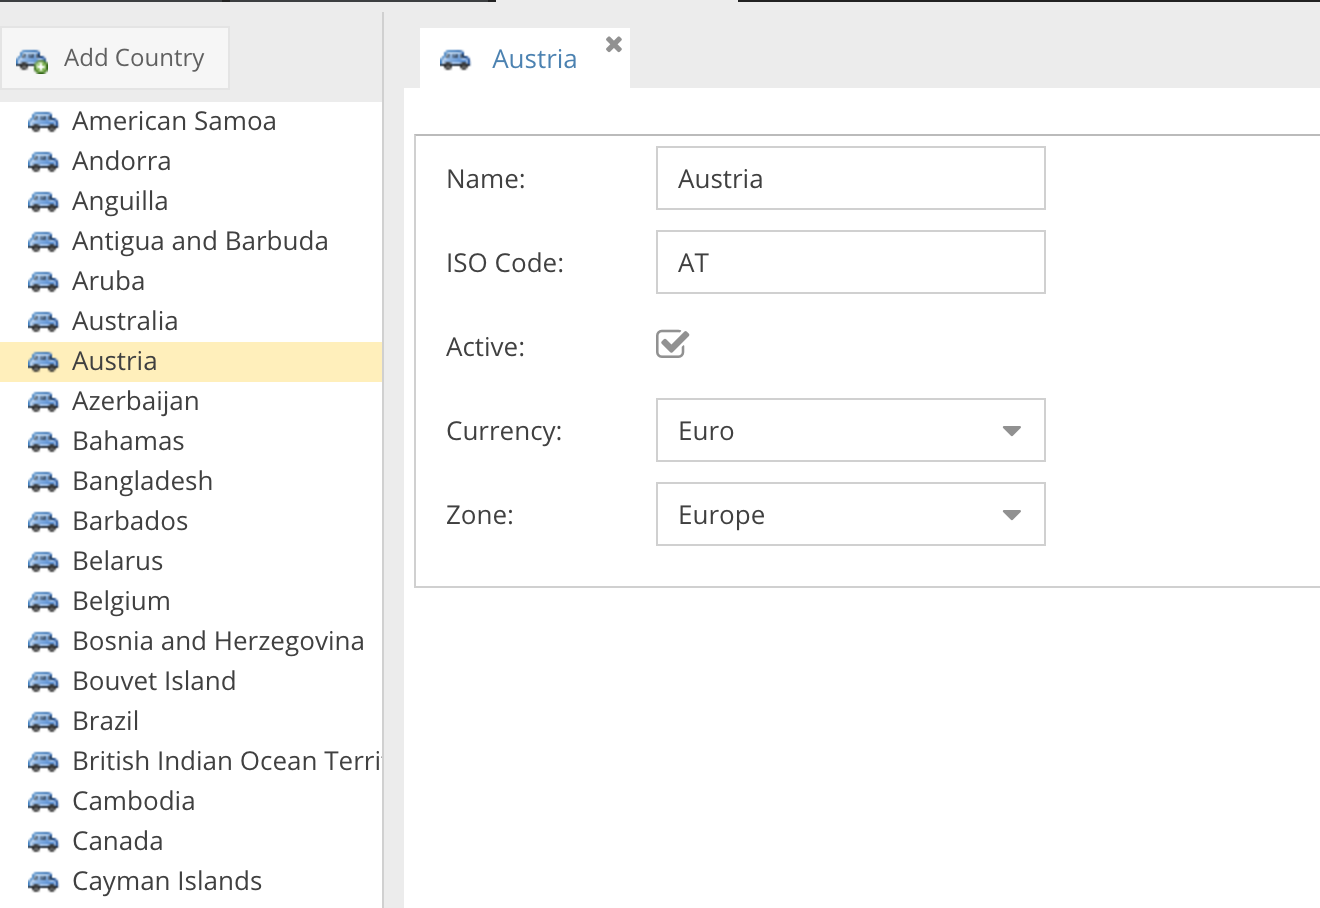 Add Country
American Samoa
Andorra
Anguilla
Antigua and Barbuda
Aruba
Australia
Austria
Azerbaijan
Bahamas
Bangladesh
Barbados
Belarus
Belgium
Bosnia and Herzegovina
Bouvet Island
Brazil
British Indian Ocean Terri
Cambodia
Canada
Cayman Islands
Austria
Name: Austria
ISO Code: AT
Active:
Currency: Euro
Zone: Europe